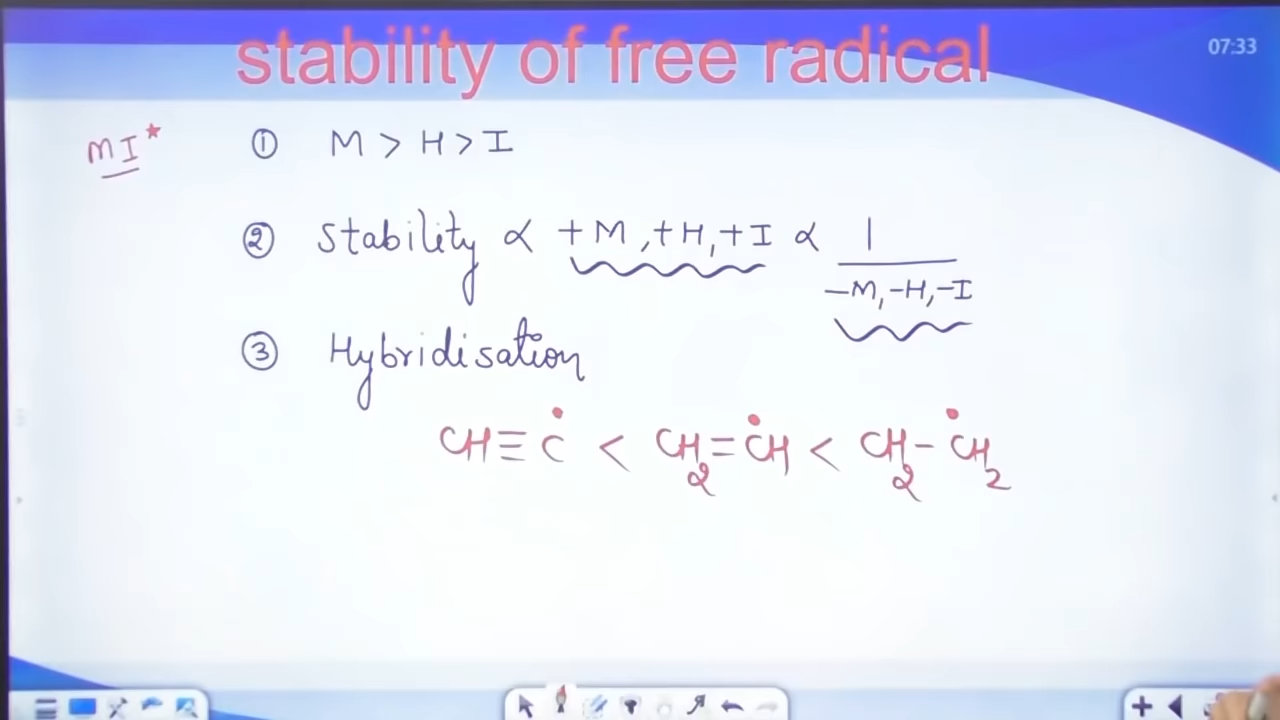 stability of free radical
07:33
MI*
① M > H > I
② Stability ∝ +M, +H, +I ∝ 1/(-M, -H, -I)
③ Hybridisation
CH≡Ċ < CH₂=ĊH < CH₂-ĊH₂